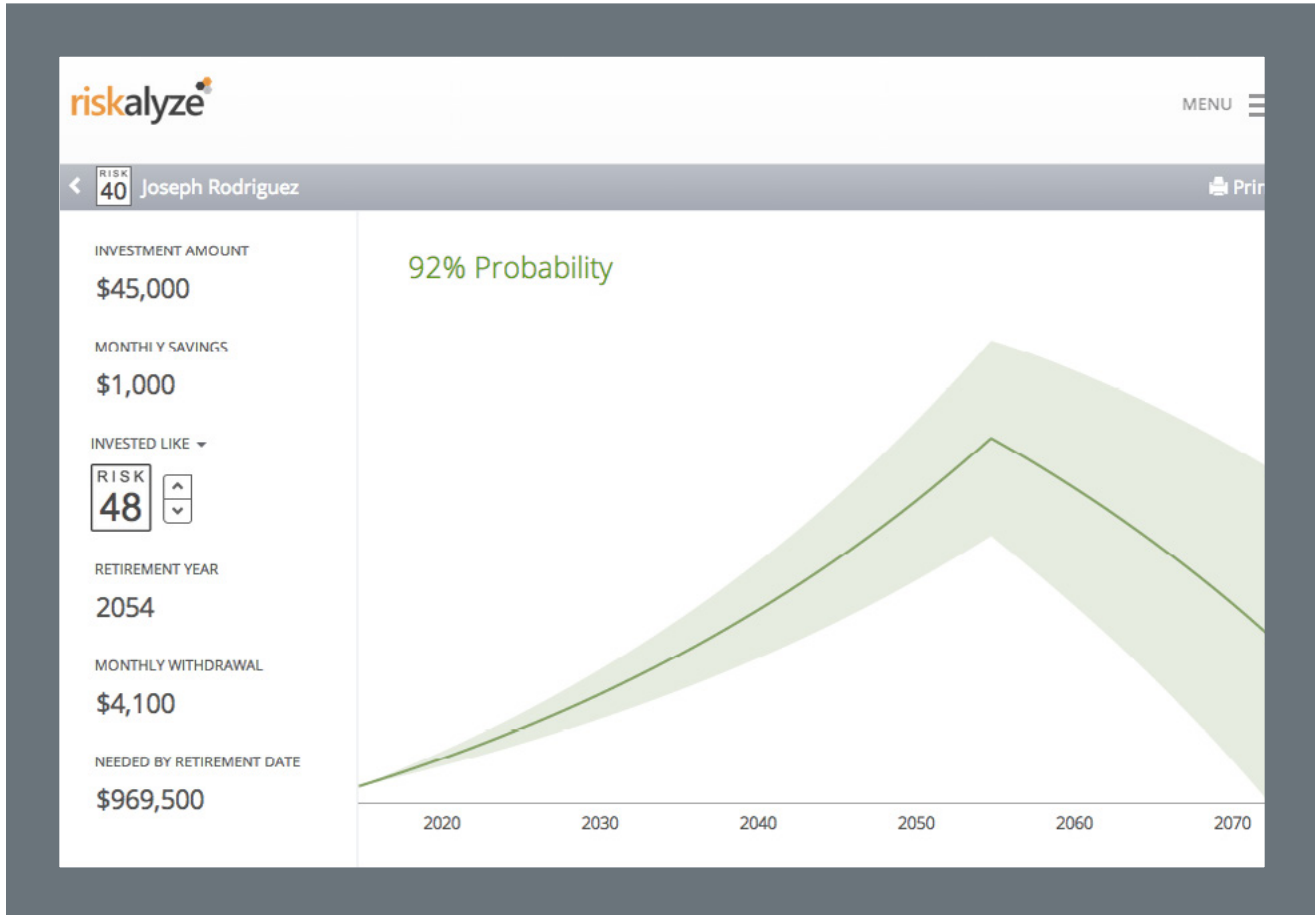 riskalyze
MENU
RISK
40 Joseph Rodriguez
Prin
INVESTMENT AMOUNT
$45,000
92% Probability
MONTHLY SAVINGS
$1,000
INVESTED LIKE
RISK
48
RETIREMENT YEAR
2054
MONTHLY WITHDRAWAL
$4,100
NEEDED BY RETIREMENT DATE
$969,500
2020 2030 2040 2050 2060 2070